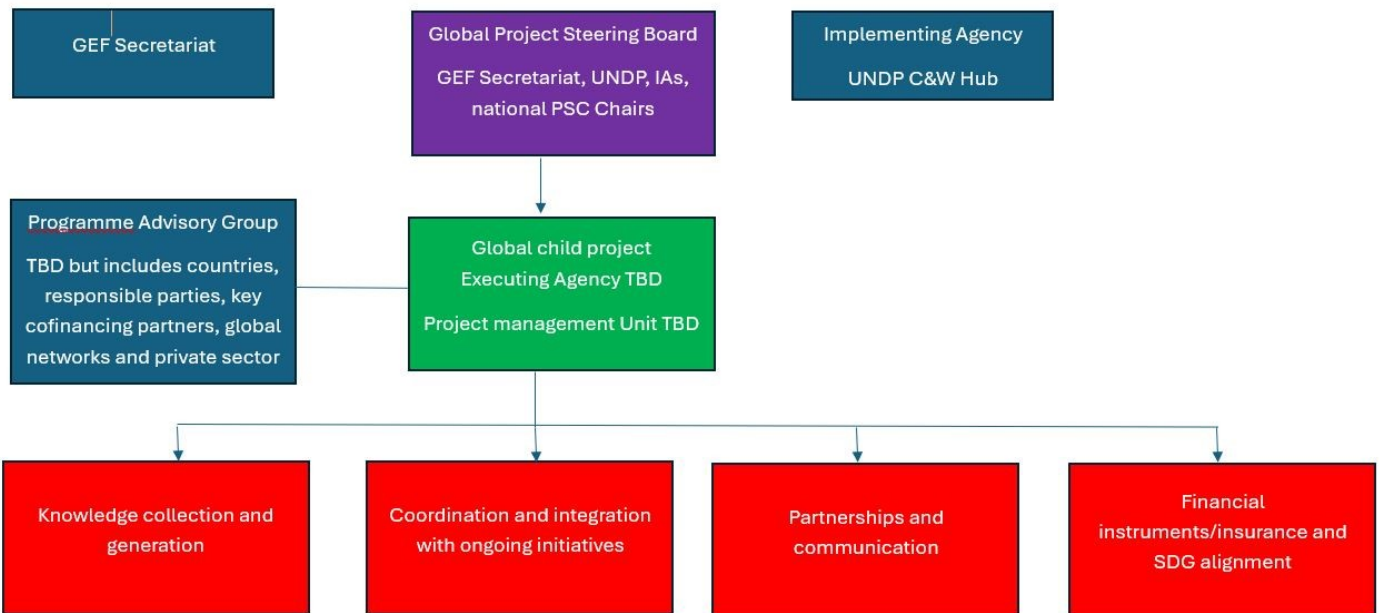 GEF Secretariat
Global Project Steering Board
GEF Secretariat, UNDP, IAs,
national PSC Chairs
Implementing Agency
UNDP C&W Hub
Programme Advisory Group
TBD but includes countries,
responsible parties, key
cofinancing partners, global
networks and private sector
Global child project
Executing Agency TBD
Project management Unit TBD
Knowledge collection and
generation
Coordination and integration
with ongoing initiatives
Partnerships and
communication
Financial
instruments/insurance and
SDG alignment